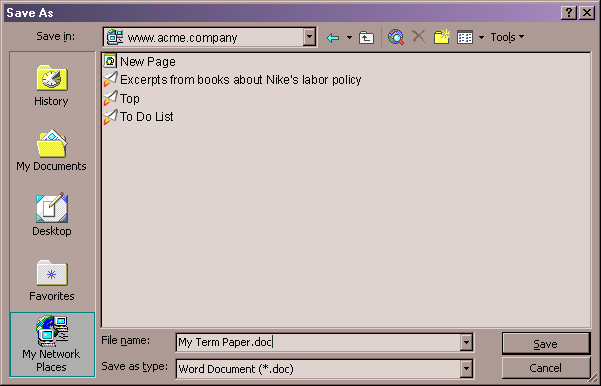 Save As
Save in:
www.acme.company
Tools
History
My Documents
Desktop
Favorites
My Network
Places
New Page
Excerpts from books about Nike's labor policy
Top
To Do List
File name:
My Term Paper.doc
Save
Save as type:
Word Document (*.doc)
Cancel